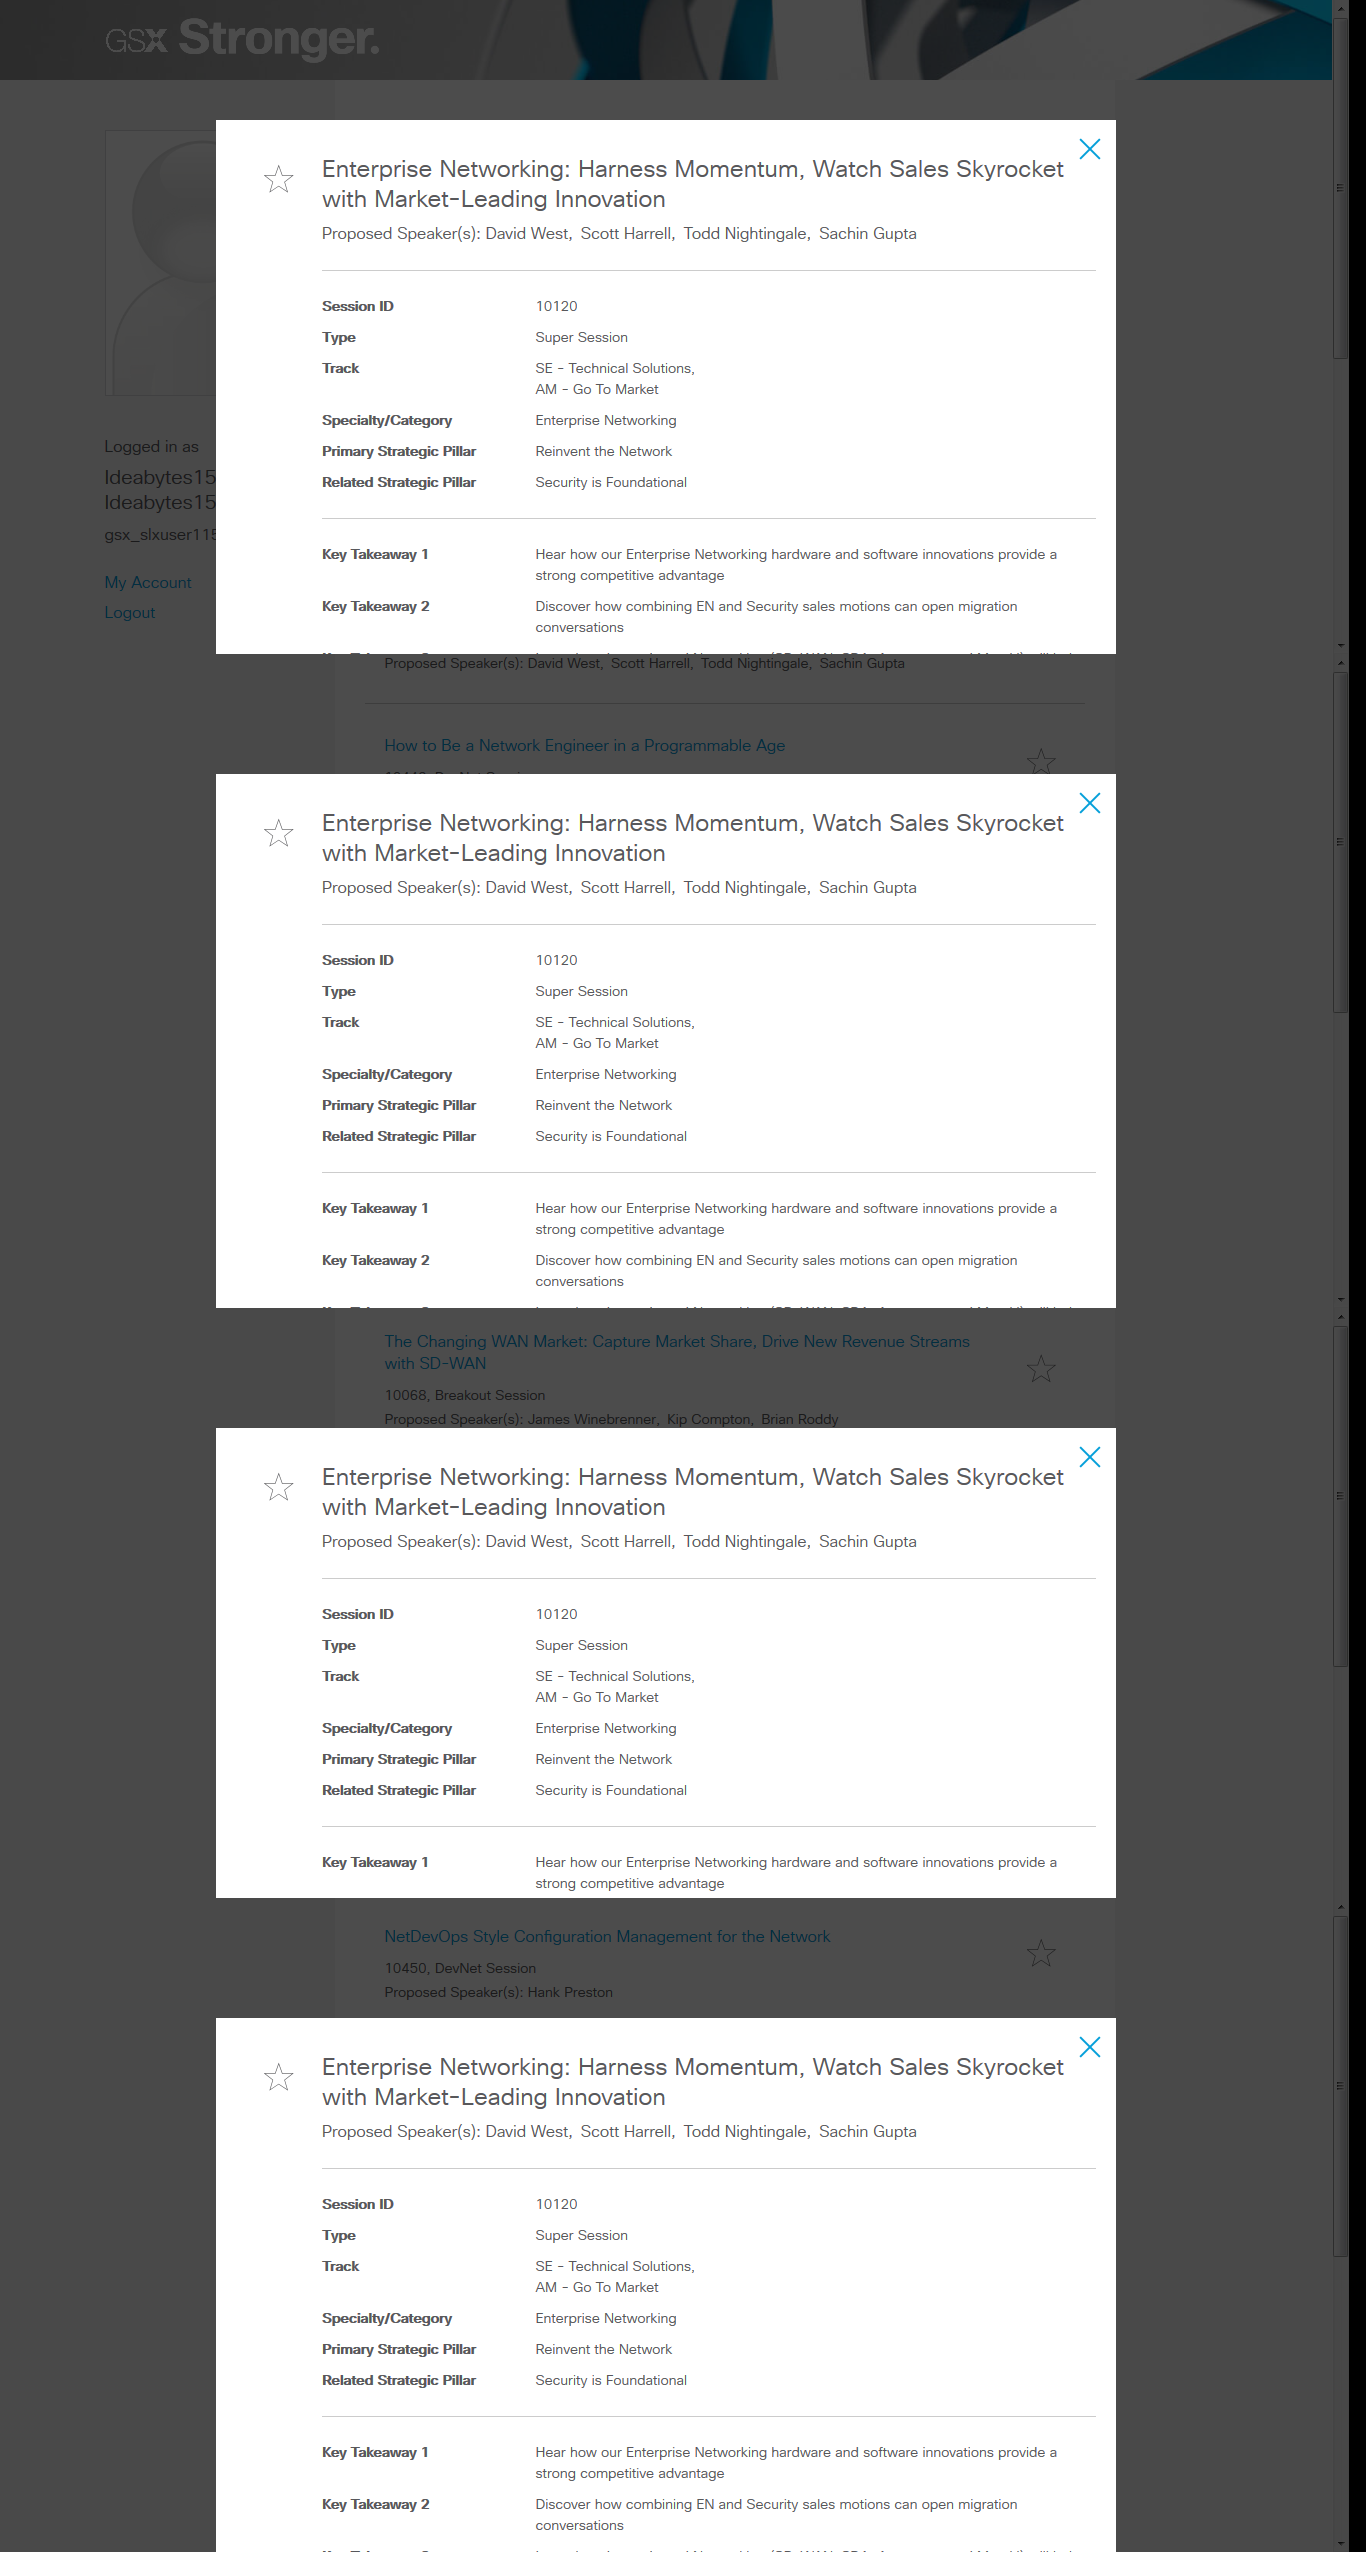 GSX Stronger.
Enterprise Networking: Harness Momentum, Watch Sales Skyrocket
with Market-Leading Innovation
Proposed Speaker(s): David West, Scott Harrell, Todd Nightingale, Sachin Gupta
Session ID 10120
Type Super Session
Track SE - Technical Solutions,
AM - Go To Market
Specialty/Category Enterprise Networking
Logged in as
Primary Strategic Pillar Reinvent the Network
Ideabytes15
Related Strategic Pillar Security is Foundational
Ideabytes15
gsx_slxuser115
Key Takeaway 1 Hear how our Enterprise Networking hardware and software innovations provide a
strong competitive advantage
My Account
Key Takeaway 2 Discover how combining EN and Security sales motions can open migration
Logout
conversations
Proposed Speaker(s): David West, Scott Harrell, Todd Nightingale, Sachin Gupta
How to Be a Network Engineer in a Programmable Age
Enterprise Networking: Harness Momentum, Watch Sales Skyrocket
with Market-Leading Innovation
Proposed Speaker(s): David West, Scott Harrell, Todd Nightingale, Sachin Gupta
Session ID 10120
Type Super Session
Track SE - Technical Solutions,
AM - Go To Market
Specialty/Category Enterprise Networking
Primary Strategic Pillar Reinvent the Network
Related Strategic Pillar Security is Foundational
Key Takeaway 1 Hear how our Enterprise Networking hardware and software innovations provide a
strong competitive advantage
Key Takeaway 2 Discover how combining EN and Security sales motions can open migration
conversations
The Changing WAN Market: Capture Market Share, Drive New Revenue Streams
with SD-WAN
10068, Breakout Session
Proposed Speaker(s): James Winebrenner, Kip Compton, Brian Roddy
Enterprise Networking: Harness Momentum, Watch Sales Skyrocket
with Market-Leading Innovation
Proposed Speaker(s): David West, Scott Harrell, Todd Nightingale, Sachin Gupta
Session ID 10120
Type Super Session
Track SE - Technical Solutions,
AM - Go To Market
Specialty/Category Enterprise Networking
Primary Strategic Pillar Reinvent the Network
Related Strategic Pillar Security is Foundational
Key Takeaway 1 Hear how our Enterprise Networking hardware and software innovations provide a
strong competitive advantage
NetDevOps Style Configuration Management for the Network
10450, DevNet Session
Proposed Speaker(s): Hank Preston
Enterprise Networking: Harness Momentum, Watch Sales Skyrocket
with Market-Leading Innovation
Proposed Speaker(s): David West, Scott Harrell, Todd Nightingale, Sachin Gupta
Session ID 10120
Type Super Session
Track SE - Technical Solutions,
AM - Go To Market
Specialty/Category Enterprise Networking
Primary Strategic Pillar Reinvent the Network
Related Strategic Pillar Security is Foundational
Key Takeaway 1 Hear how our Enterprise Networking hardware and software innovations provide a
strong competitive advantage
Key Takeaway 2 Discover how combining EN and Security sales motions can open migration
conversations